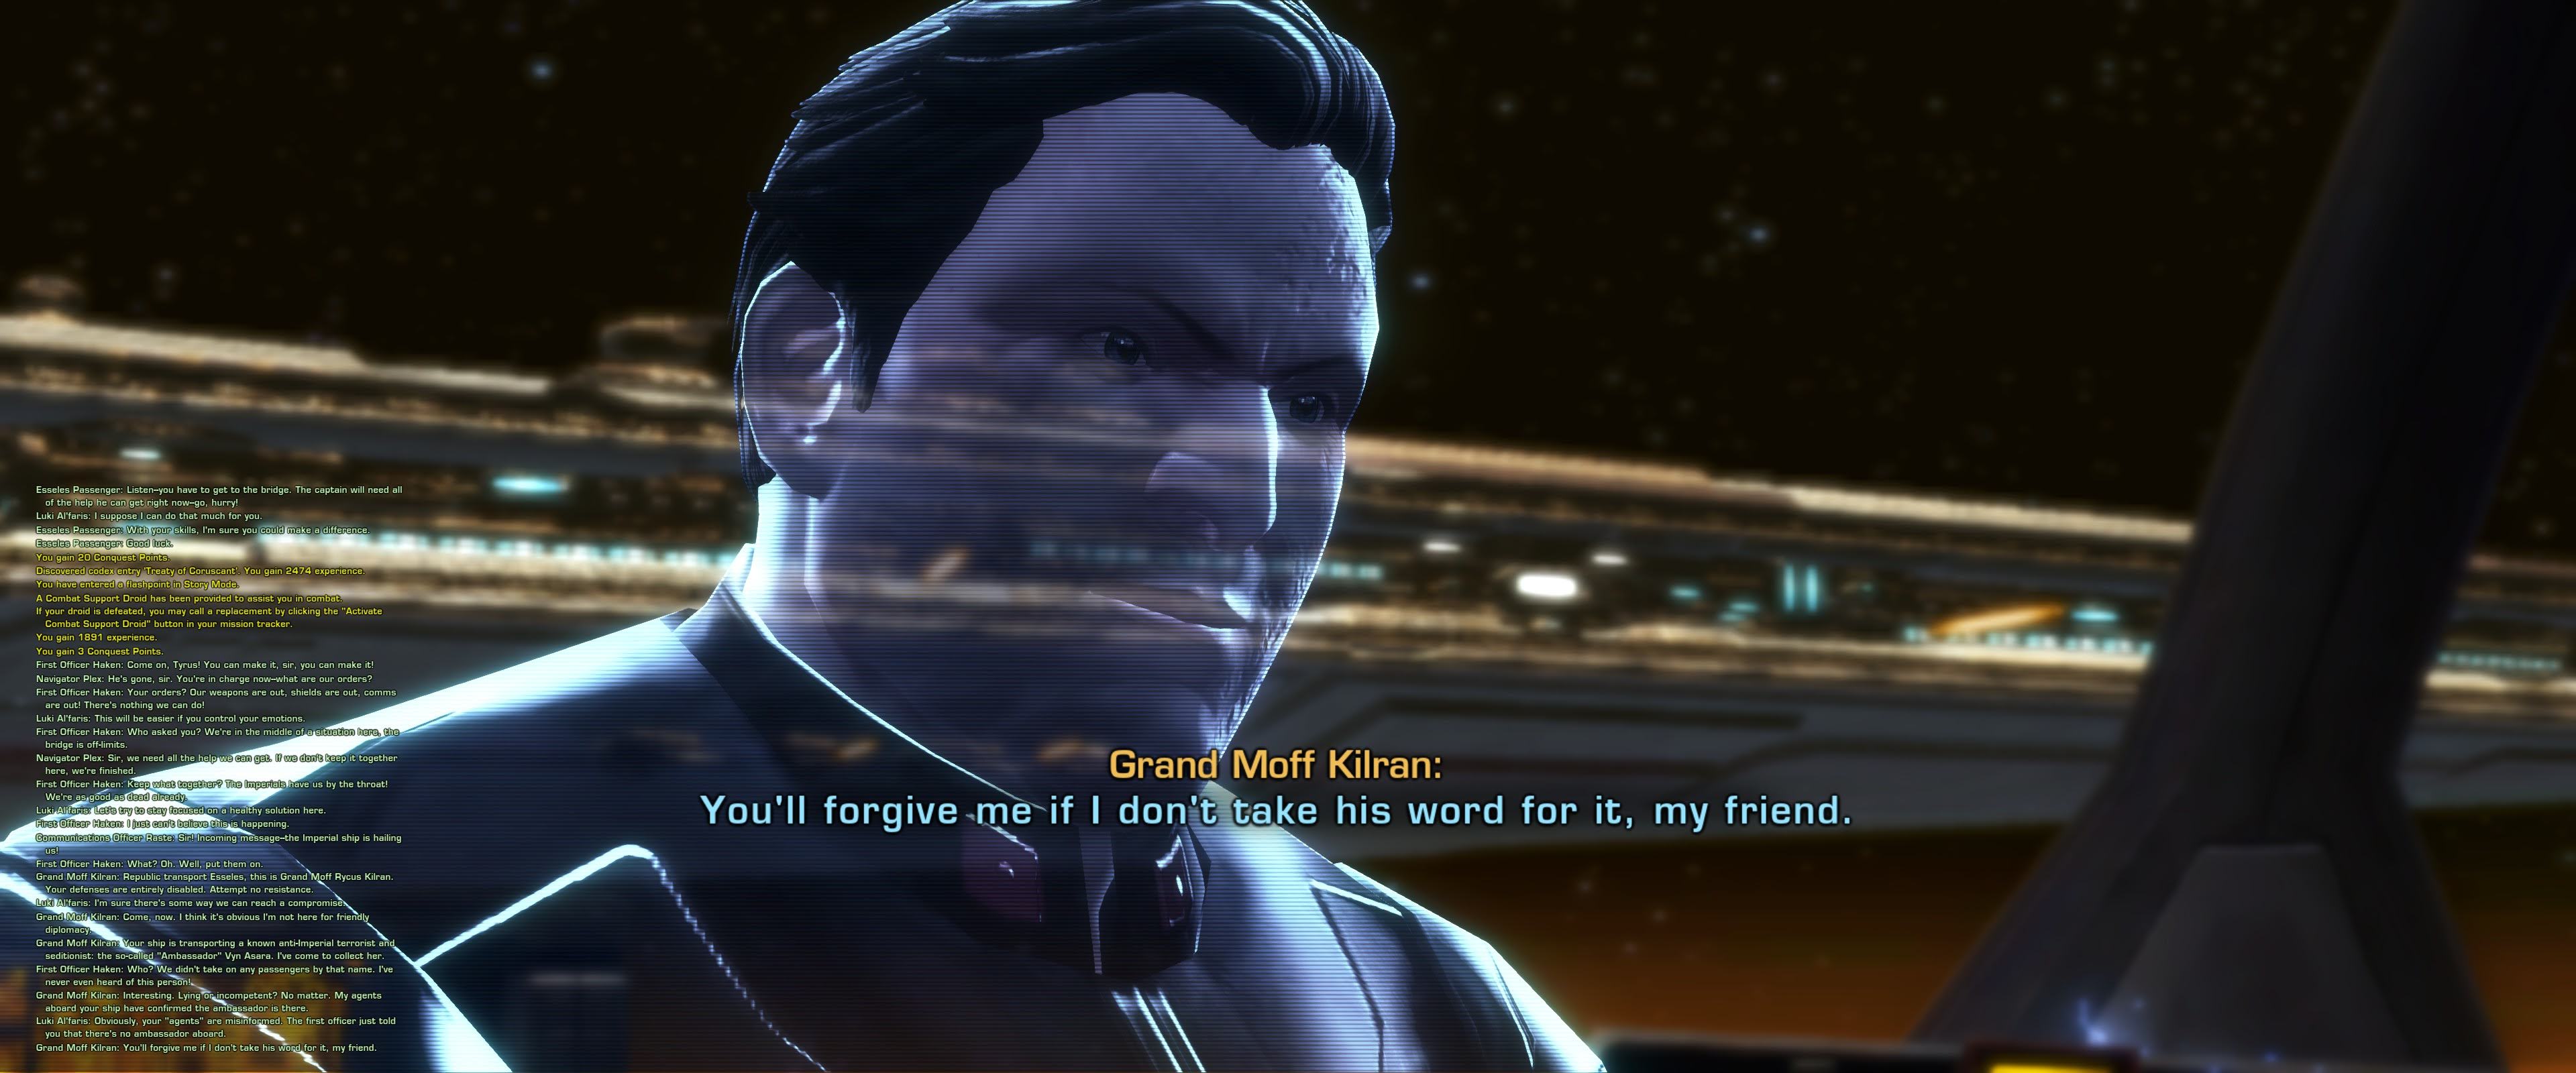 Esseles Passenger: Listen—you have to get to the bridge. The captain will need all
of the help he can get right now—go, hurry!
Luki Al'faris: I suppose I can do that much for you.
Esseles Passenger: With your skills, I'm sure you could make a difference.
Esseles Passenger: Good luck.
You gain 20 Conquest Points.
Discovered codex entry 'Treaty of Coruscant'. You gain 2474 experience.
You have entered a flashpoint in Story Mode.
A Combat Support Droid has been provided to assist you in combat.
If your droid is defeated, you may call a replacement by clicking the "Activate
Combat Support Droid" button in your mission tracker.
You gain 1891 experience.
You gain 3 Conquest Points.
First Officer Haken: Come on, Tyrus! You can make it, sir, you can make it!
Navigator Plex: He's gone, sir. You're in charge now—what are our orders?
First Officer Haken: Your orders? Our weapons are out, shields are out, comms
are out! There's nothing we can do!
Luki Al'faris: This will be easier if you control your emotions.
First Officer Haken: Who asked you? We're in the middle of a situation here, the
bridge is off-limits.
Navigator Plex: Sir, we need all the help we can get. If we don't keep it together
here, we're finished.
First Officer Haken: Keep what together? The Imperials have us by the throat!
We're as good as dead already.
Luki Al'faris: Let's try to stay focused on a healthy solution here.
First Officer Haken: I just can't believe this is happening.
Communications Officer Raste: Sir! Incoming message—the Imperial ship is hailing
us!
First Officer Haken: What? Oh. Well, put them on.
Grand Moff Kilran: Republic transport Esseles, this is Grand Moff Rycus Kilran.
Your defenses are entirely disabled. Attempt no resistance.
Luki Al'faris: I'm sure there's some way we can reach a compromise.
Grand Moff Kilran: Come, now. I think it's obvious I'm not here for friendly
diplomacy.
Grand Moff Kilran: Your ship is transporting a known anti-Imperial terrorist and
seditionist: the so-called "Ambassador" Vyn Asara. I've come to collect her.
First Officer Haken: Who? We didn't take on any passengers by that name. I've
never even heard of this person!
Grand Moff Kilran: Interesting. Lying or incompetent? No matter. My agents
aboard your ship have confirmed the ambassador is there.
Luki Al'faris: Obviously, your "agents" are misinformed. The first officer just told
you that there's no ambassador aboard.
Grand Moff Kilran: You'll forgive me if I don't take his word for it, my friend.
Grand Moff Kilran:
You'll forgive me if I don't take his word for it, my friend.